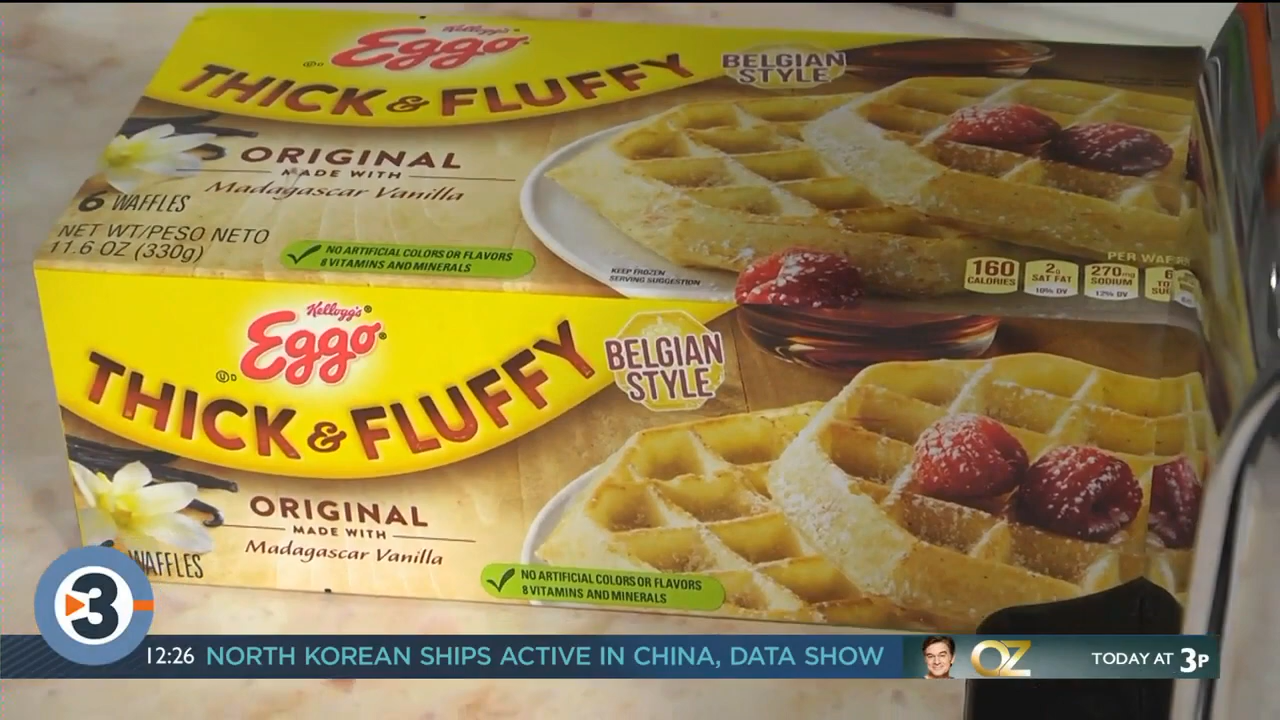 Kellogg's
Eggo
THICK & FLUFFY
BELGIAN
STYLE
ORIGINAL
MADE WITH
Madagascar Vanilla
6 WAFFLES
NET WT/PESO NETO
11.6 OZ (330g)
NO ARTIFICIAL COLORS OR FLAVORS
8 VITAMINS AND MINERALS
KEEP FROZEN
SERVING SUGGESTION
PER
160
CALORIES
2g
SAT FAT
10% DV
270mg
SODIUM
12% DV
6
Kellogg's®
Eggo®
THICK & FLUFFY
BELGIAN
STYLE
ORIGINAL
MADE WITH
Madagascar Vanilla
WAFFLES
NO ARTIFICIAL COLORS OR FLAVORS
8 VITAMINS AND MINERALS
3
12:26 NORTH KOREAN SHIPS ACTIVE IN CHINA, DATA SHOW
OZ
TODAY AT 3P